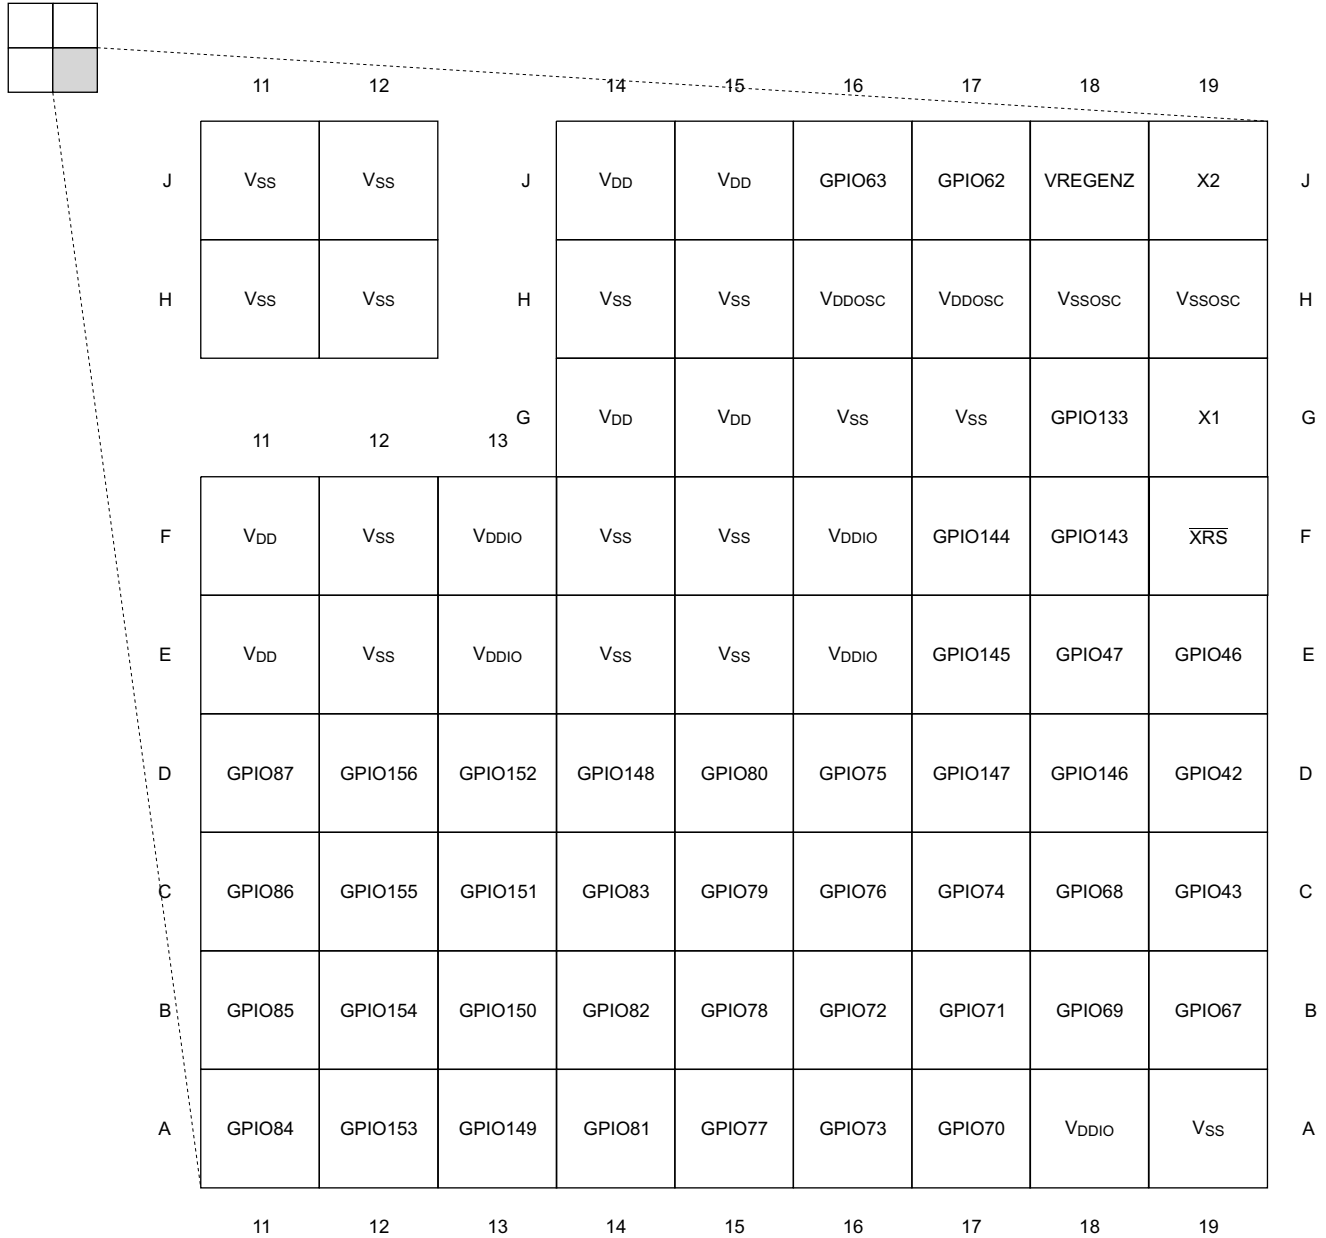 11 12 14 15 16 17 18 19
J VSS VSS J VDD VDD GPIO63 GPIO62 VREGENZ X2 J
H VSS VSS H VSS VSS VDDOSC VDDOSC VSSOSC VSSOSC H
G VDD VDD VSS VSS GPIO133 X1 G
11 12 13
F VDD VSS VDDIO VSS VSS VDDIO GPIO144 GPIO143 XRS F
E VDD VSS VDDIO VSS VSS VDDIO GPIO145 GPIO47 GPIO46 E
D GPIO87 GPIO156 GPIO152 GPIO148 GPIO80 GPIO75 GPIO147 GPIO146 GPIO42 D
C GPIO86 GPIO155 GPIO151 GPIO83 GPIO79 GPIO76 GPIO74 GPIO68 GPIO43 C
B GPIO85 GPIO154 GPIO150 GPIO82 GPIO78 GPIO72 GPIO71 GPIO69 GPIO67 B
A GPIO84 GPIO153 GPIO149 GPIO81 GPIO77 GPIO73 GPIO70 VDDIO VSS A
11 12 13 14 15 16 17 18 19